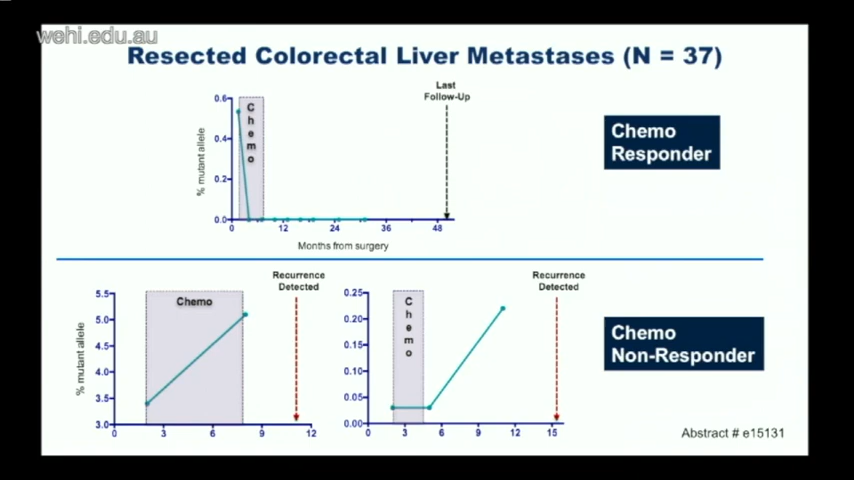 wehi.edu.au
Resected Colorectal Liver Metastases (N = 37)
Last
Follow-Up
0.6
0.4
0.2
0.0
% mutant allele
Chemo
0
12
24
36
48
Months from surgery
Chemo
Responder
5.5
5.0
4.5
4.0
3.5
3.0
% mutant allele
Chemo
Recurrence
Detected
0
3
6
9
12
0.25
0.20
0.15
0.10
0.05
0.00
Chemo
Recurrence
Detected
0
3
6
9
12
15
Chemo
Non-Responder
Abstract # e15131